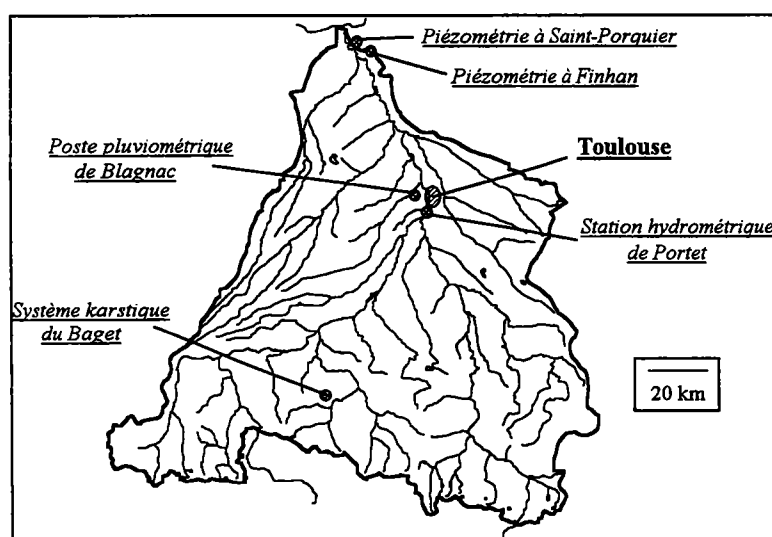 Piézométrie à Saint-Porquier
Piézométrie à Finhan
Poste pluviométrique
de Blagnac
Toulouse
Station hydrométrique
de Portet
Système karstique
du Baget
20 km